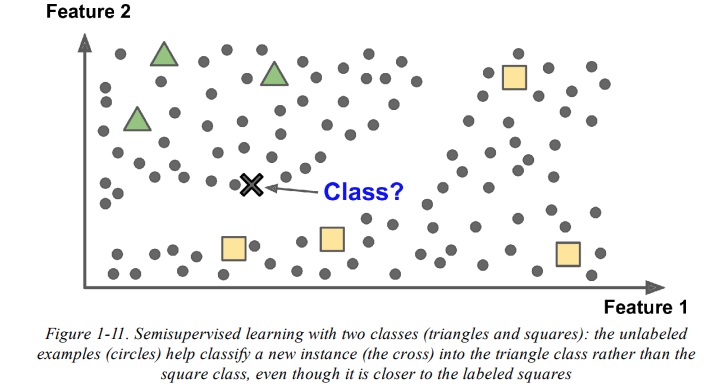 Feature 2
Class?
Feature 1
Figure 1-11. Semisupervised learning with two classes (triangles and squares): the unlabeled
examples (circles) help classify a new instance (the cross) into the triangle class rather than the
square class, even though it is closer to the labeled squares